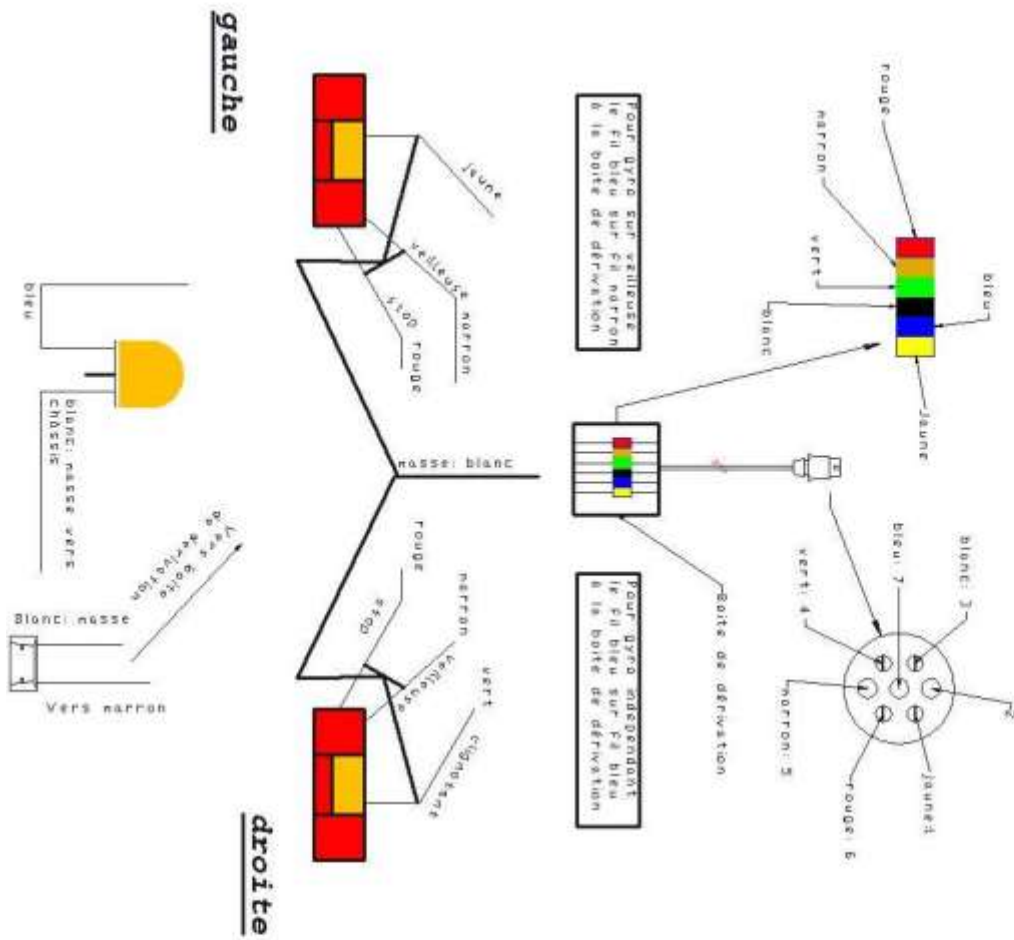 gauche
droite
rouge
marron
vert
blanc
bleu
Jaune
Pour gyro sur veilleuse
le fil bleu sur fil marron
à la boite de dérivation
Pour gyro independant
le fil bleu sur fil bleu
à la boite de dérivation
Boite de dérivation
blanc: 3
bleu: 7
vert: 4
marron: 5
rouge: 6
jaune:1
2
jaune
veilleuse marron
stop rouge
masse: blanc
rouge
stop
marron
veilleuse
vert
clignotant
bleu
blanc: masse vers
châssis
Vers boite
de derivation
Blanc: masse
Vers marron